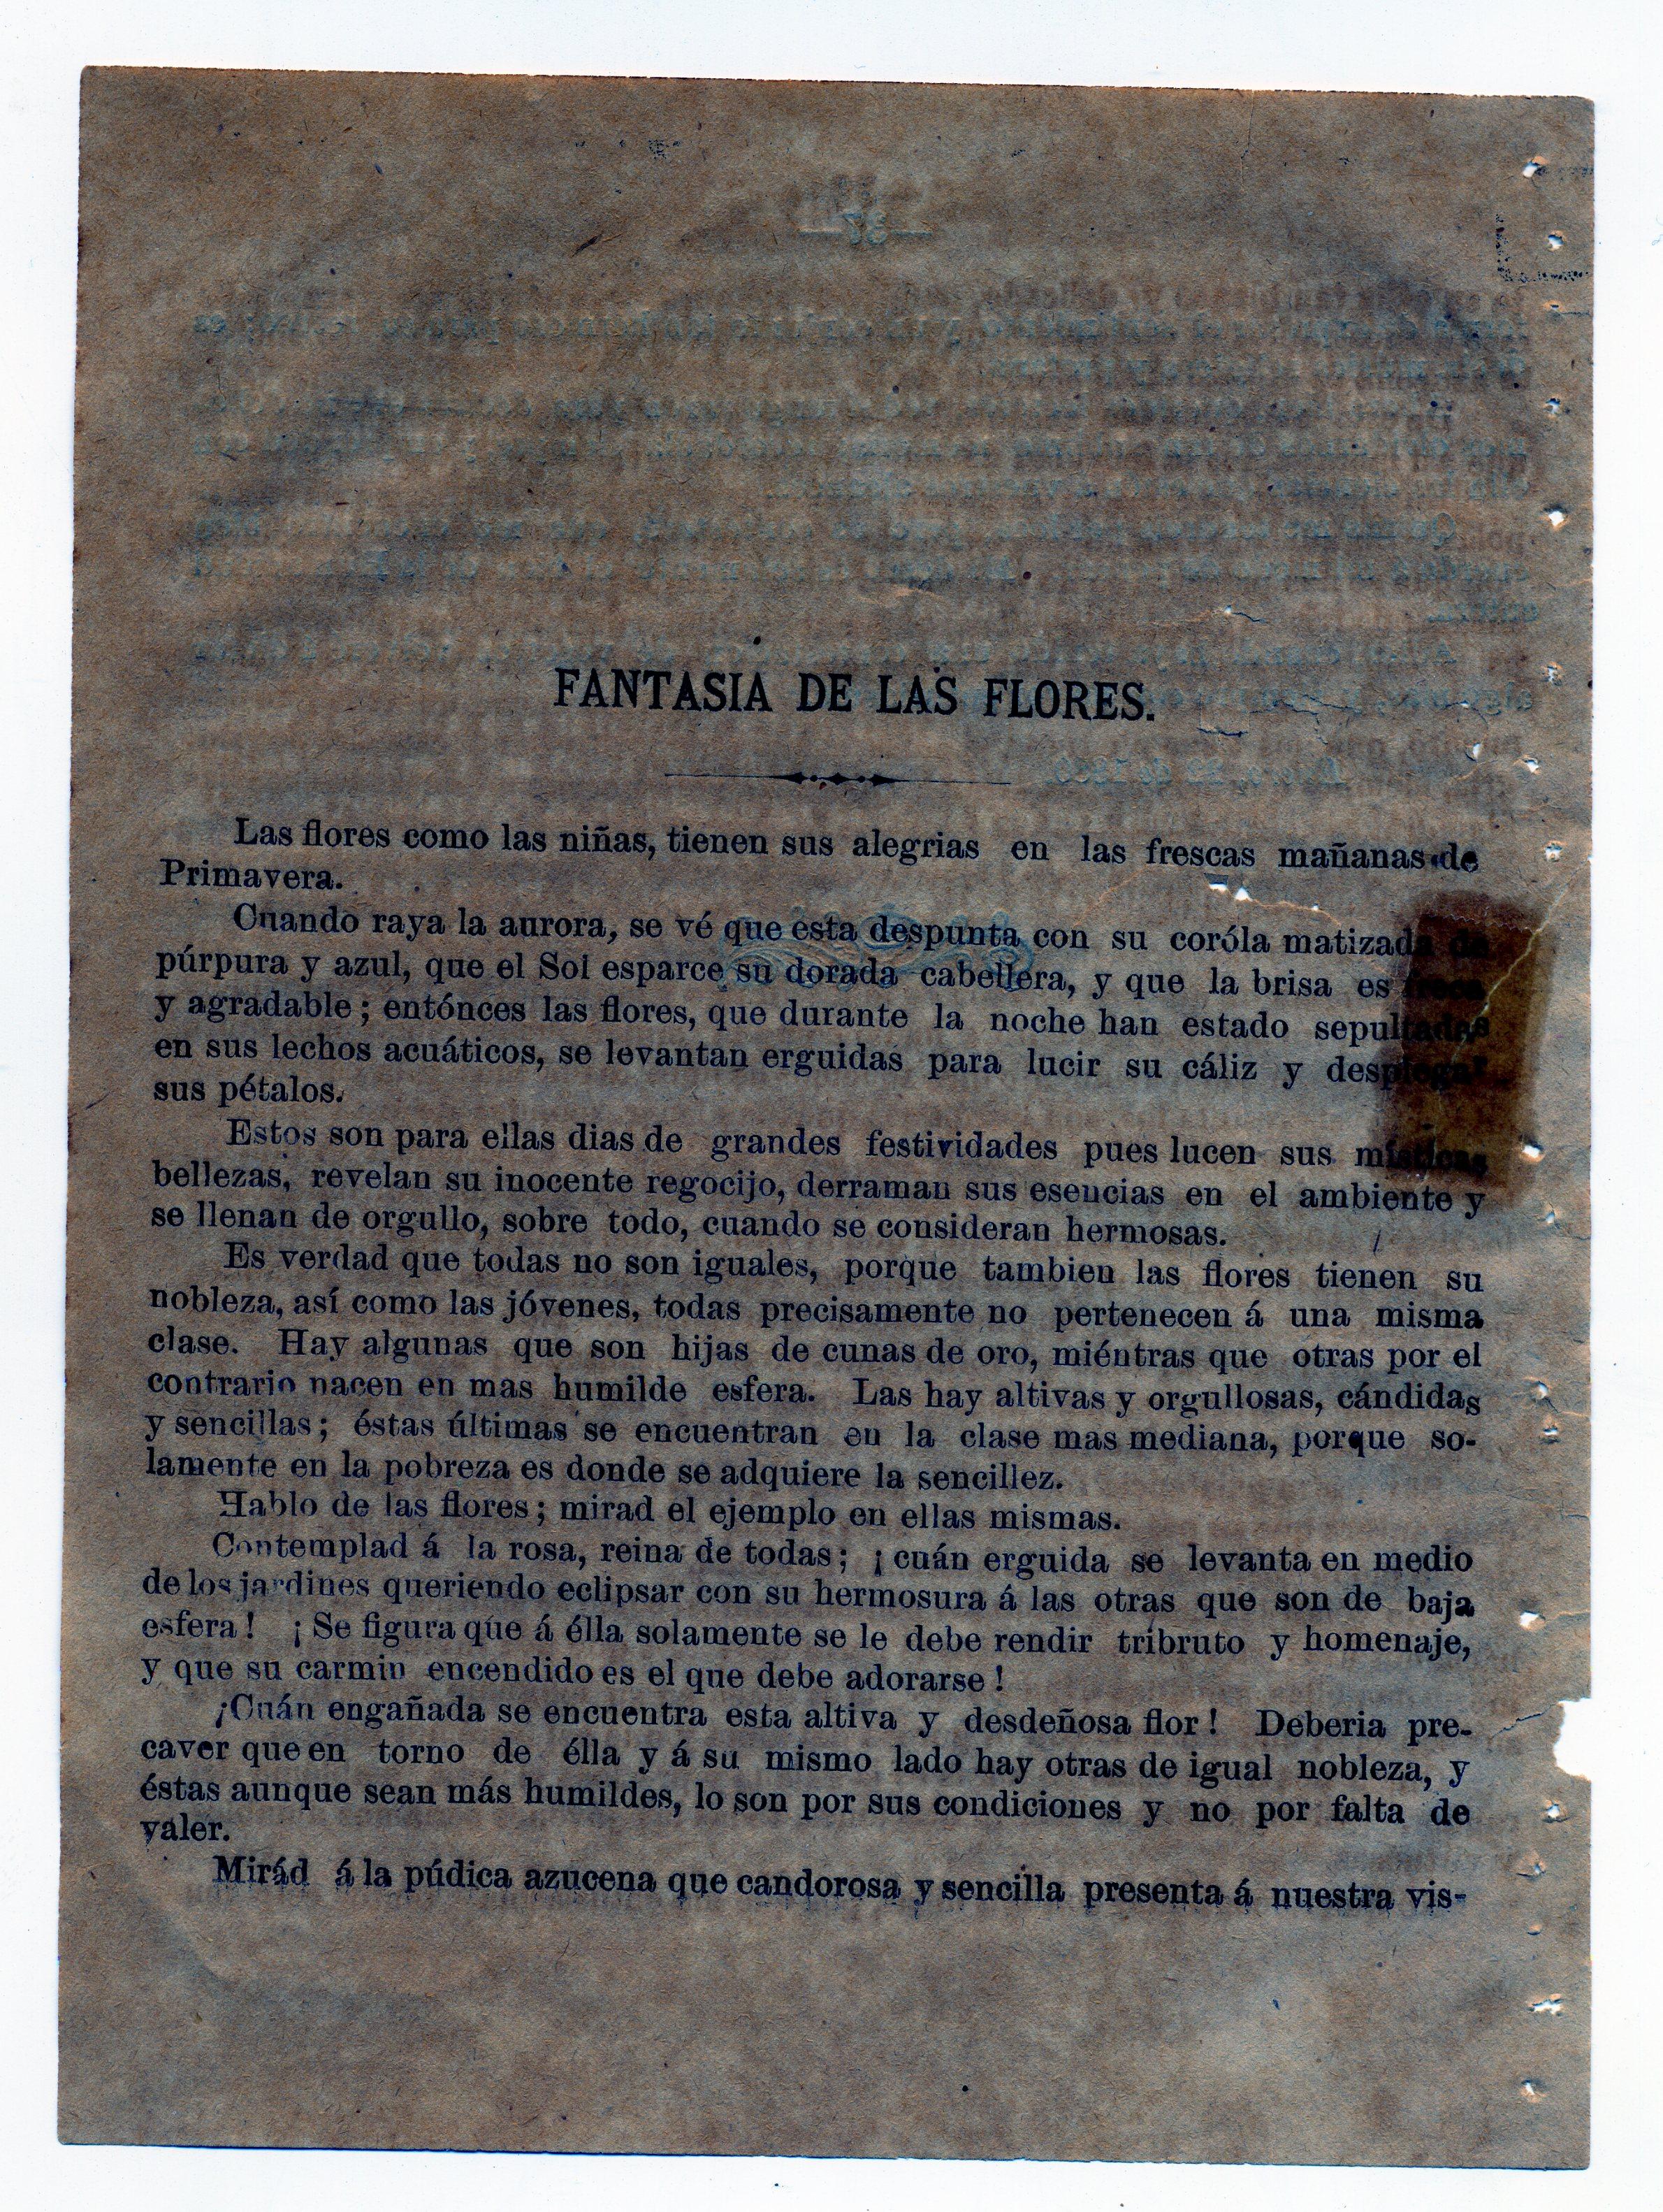 FANTASIA DE LAS FLORES.
Las flores como las niñas, tienen sus alegrias en las frescas mañanas de
Primavera.
Cuando raya la aurora, se vé que esta despunta con su coróla matizada de
púrpura y azul, que el Sol esparce su dorada cabellera, y que la brisa es
y agradable; entónces las flores, que durante la noche han estado sepultadas
en sus lechos acuáticos, se levantan erguidas para lucir su cáliz y desplegar
sus pétalos.
Estos son para ellas dias de grandes festividades pues lucen sus místicas
bellezas, revelan su inocente regocijo, derraman sus esencias en el ambiente y
se llenan de orgullo, sobre todo, cuando se consideran hermosas.
Es verdad que todas no son iguales, porque tambien las flores tienen su
nobleza, así como las jóvenes, todas precisamente no pertenecen á una misma
clase. Hay algunas que son hijas de cunas de oro, miéntras que otras por el
contrario nacen en mas humilde esfera. Las hay altivas y orgullosas, cándidas
y sencillas; éstas últimas se encuentran en la clase mas mediana, porque so-
lamente en la pobreza es donde se adquiere la sencillez.
Hablo de las flores; mirad el ejemplo en ellas mismas.
Contemplad á la rosa, reina de todas; ¡cuán erguida se levanta en medio
de los jardines queriendo eclipsar con su hermosura á las otras que son de baja
esfera! ¡Se figura que á élla solamente se le debe rendir tribruto y homenaje,
y que su carmin encendido es el que debe adorarse!
¡Cuán engañada se encuentra esta altiva y desdeñosa flor! Deberia pre-
caver que en torno de élla y á su mismo lado hay otras de igual nobleza, y
éstas aunque sean más humildes, lo son por sus condiciones y no por falta de
valer.
Mirád á la púdica azucena que candorosa y sencilla presenta á nuestra vis-